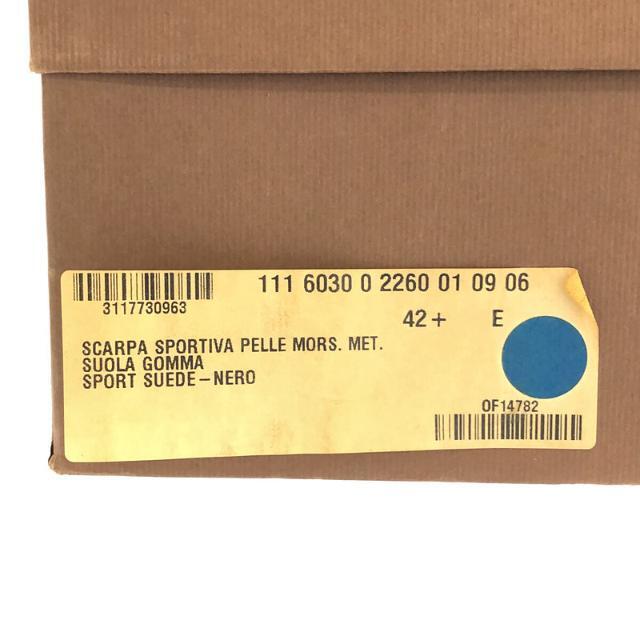 111 6030 0 2260 01 09 06
3117730963
42+ E
SCARPA SPORTIVA PELLE MORS. MET.
SUOLA GOMMA
SPORT SUEDE-NERO
OF14782